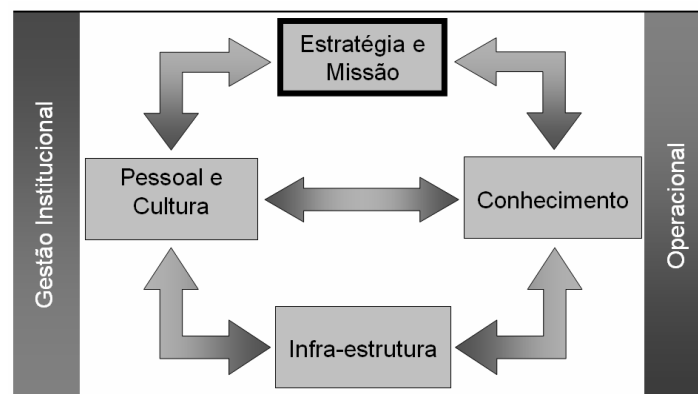 Estratégia e
Missão
Gestão Institucional
Pessoal e
Cultura
Conhecimento
Operacional
Infra-estrutura